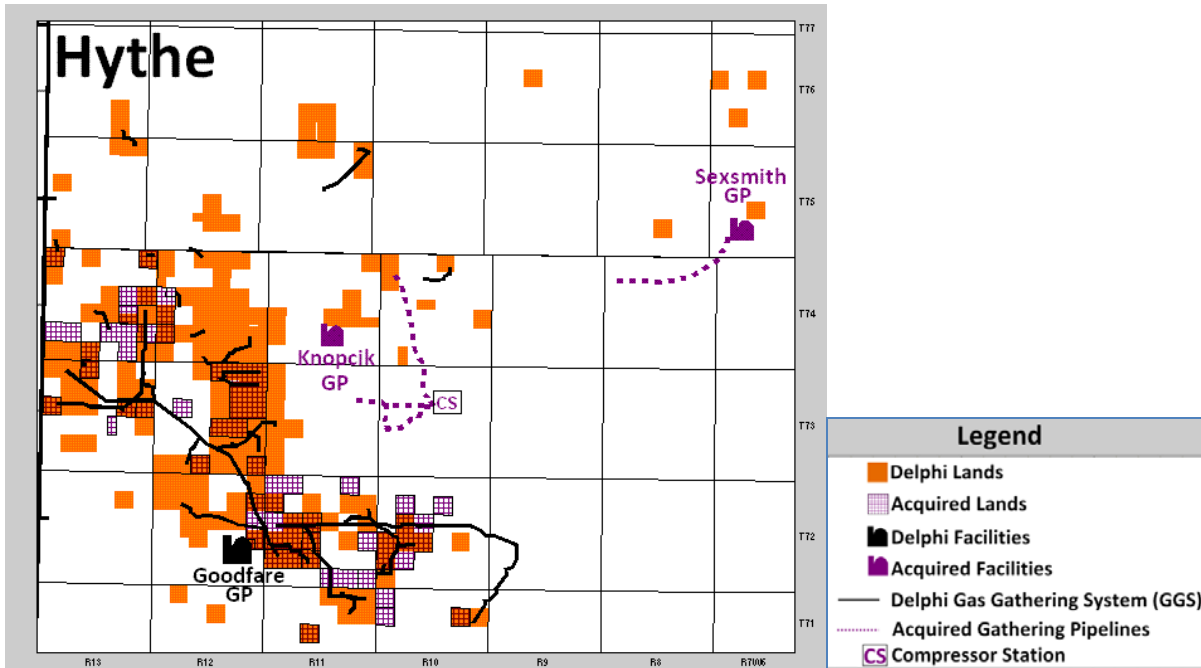 Hythe
T77
T76
Sexsmith
GP
T75
T74
Knopcik
GP
CS
T73
T72
Goodfare
GP
T71
R13
R12
R11
R10
R9
R8
R7W6
Legend
Delphi Lands
Acquired Lands
Delphi Facilities
Acquired Facilities
Delphi Gas Gathering System (GGS)
Acquired Gathering Pipelines
CS Compressor Station